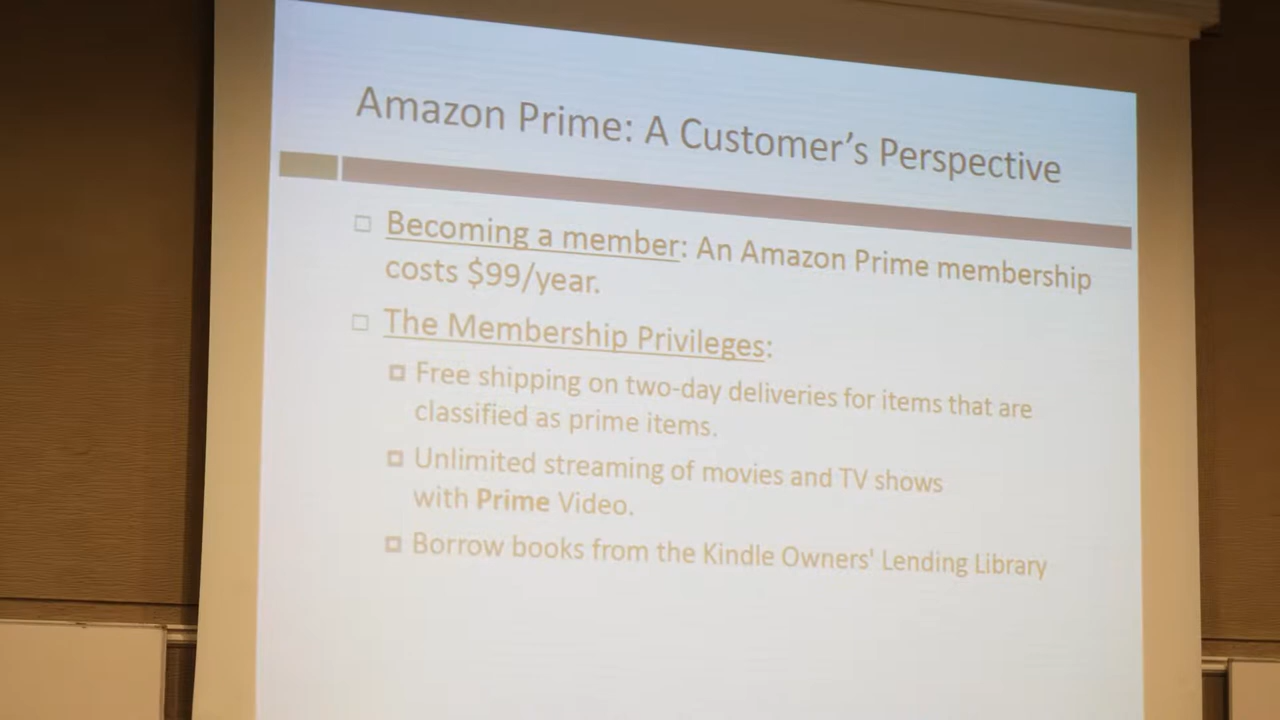 Amazon Prime: A Customer's Perspective
Becoming a member: An Amazon Prime membership
costs $99/year.
The Membership Privileges:
Free shipping on two-day deliveries for items that are
classified as prime items.
Unlimited streaming of movies and TV shows
with Prime Video.
Borrow books from the Kindle Owners' Lending Library